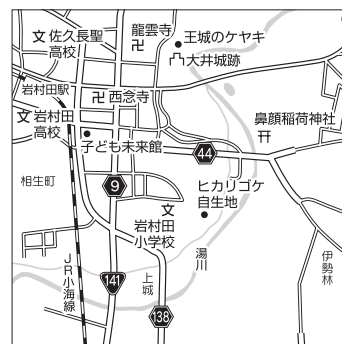 佐久長聖
高校
龍雲寺
王城のケヤキ
大井城跡
岩村田駅
西念寺
岩村田
高校
子ども未来館
鼻顔稲荷神社
44
相生町
9
ヒカリゴケ
自生地
岩村田
小学校
湯川
伊勢林
JR小海線
上城
141
138